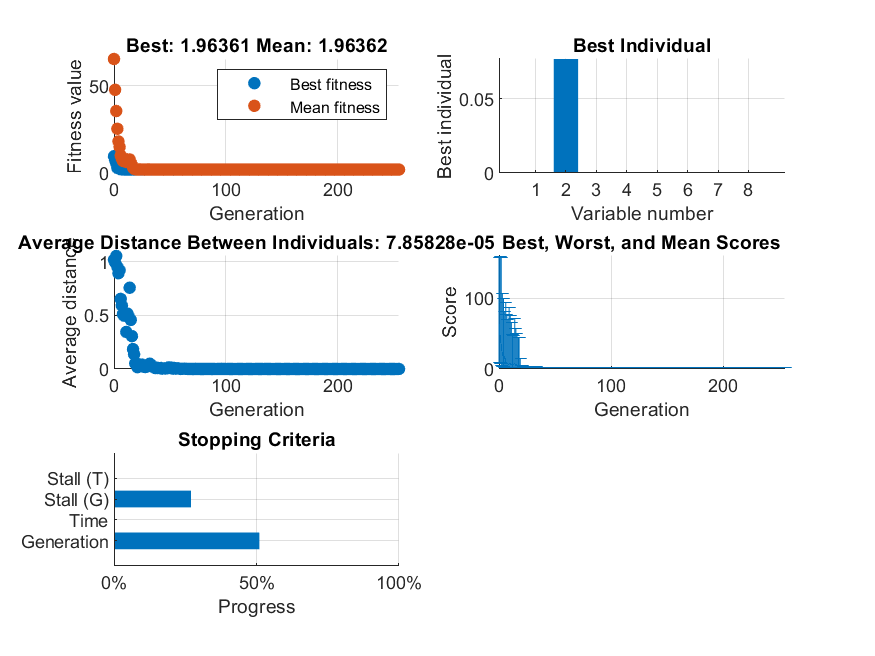 Best: 1.96361 Mean: 1.96362
Fitness value
50
0
Best fitness
Mean fitness
0 100 200
Generation
Best Individual
Best individual
0.05
0
1 2 3 4 5 6 7 8
Variable number
Average Distance Between Individuals: 7.85828e-05
Average distance
1
0.5
0
0 100 200
Generation
Best, Worst, and Mean Scores
Score
100
0
0 100 200
Generation
Stopping Criteria
Stall (T)
Stall (G)
Time
Generation
0% 50% 100%
Progress